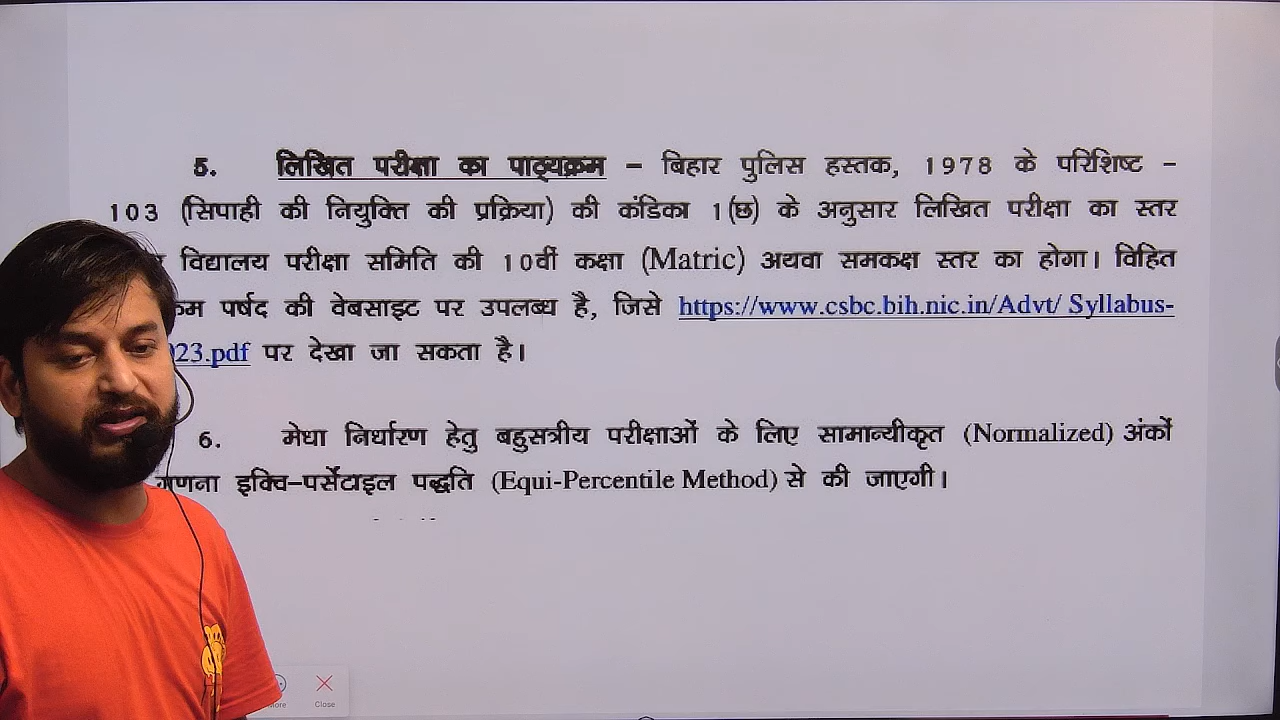 5. लिखित परीक्षा का पाठ्यक्रम – बिहार पुलिस हस्तक, 1978 के परिशिष्ट –
103 (सिपाही की नियुक्ति की प्रक्रिया) की कंडिका 1(छ) के अनुसार लिखित परीक्षा का स्तर
विद्यालय परीक्षा समिति की 10वीं कक्षा (Matric) अथवा समकक्ष स्तर का होगा। विहित
पर्षद की वेबसाइट पर उपलब्ध है, जिसे https://www.csbc.bih.nic.in/Advt/ Syllabus-
23.pdf पर देखा जा सकता है।
6. मेधा निर्धारण हेतु बहुसत्रीय परीक्षाओं के लिए सामान्यीकृत (Normalized) अंकों
इक्वि–पर्सेंटाइल पद्धति (Equi-Percentile Method) से की जाएगी।
Close